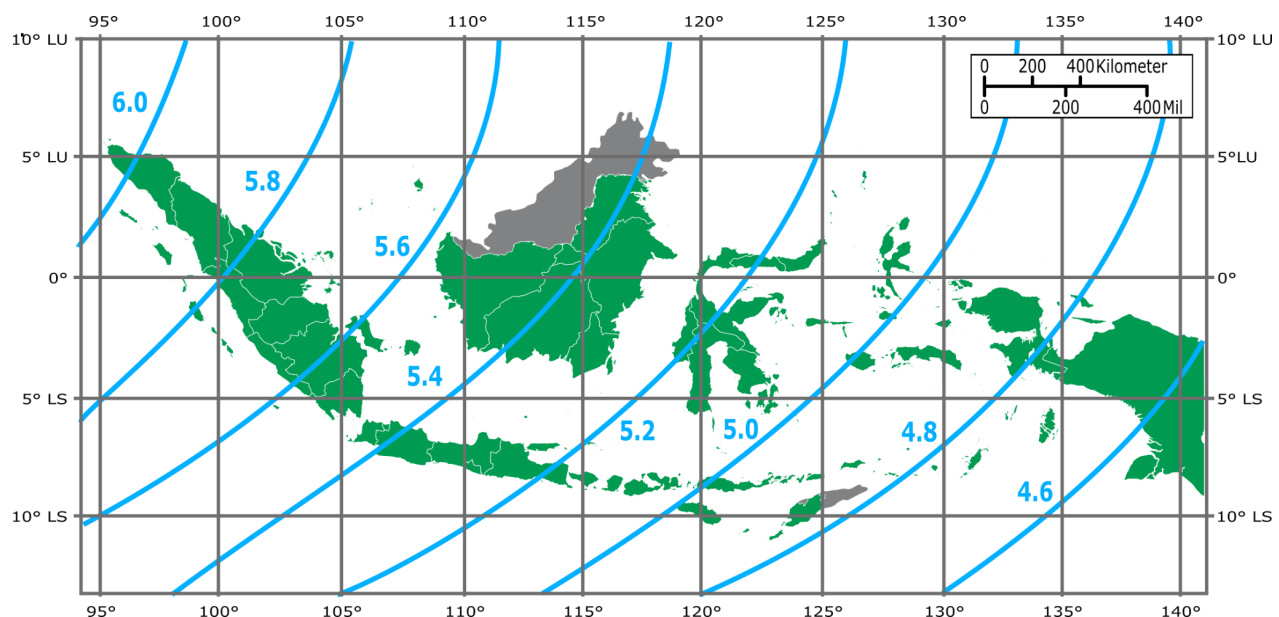 95° 100° 105° 110° 115° 120° 125° 130° 135° 140°
10° LU 10° LU
0 200 400 Kilometer
0 200 400 Mil
6.0
5° LU 5°LU
5.8
5.6
0° 0°
5.4
5° LS 5° LS
5.2 5.0 4.8
4.6
10° LS 10° LS
95° 100° 105° 110° 115° 120° 125° 130° 135° 140°